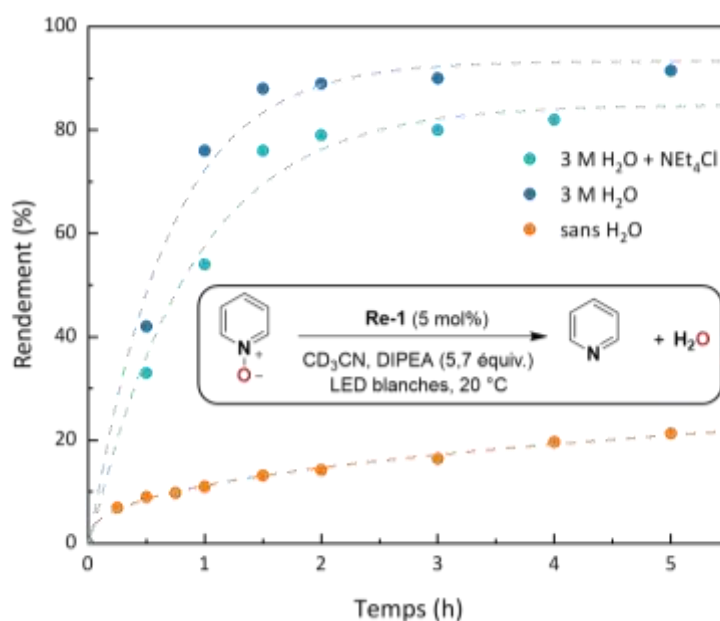 100
80
60
40
20
0
Rendement (%)
3 M H₂O + NEt₄Cl
3 M H₂O
sans H₂O
Re-1 (5 mol%)
CD₃CN, DIPEA (5,7 équiv.)
LED blanches, 20 °C
N⁺
O⁻
N
+ H₂O
0 1 2 3 4 5
Temps (h)